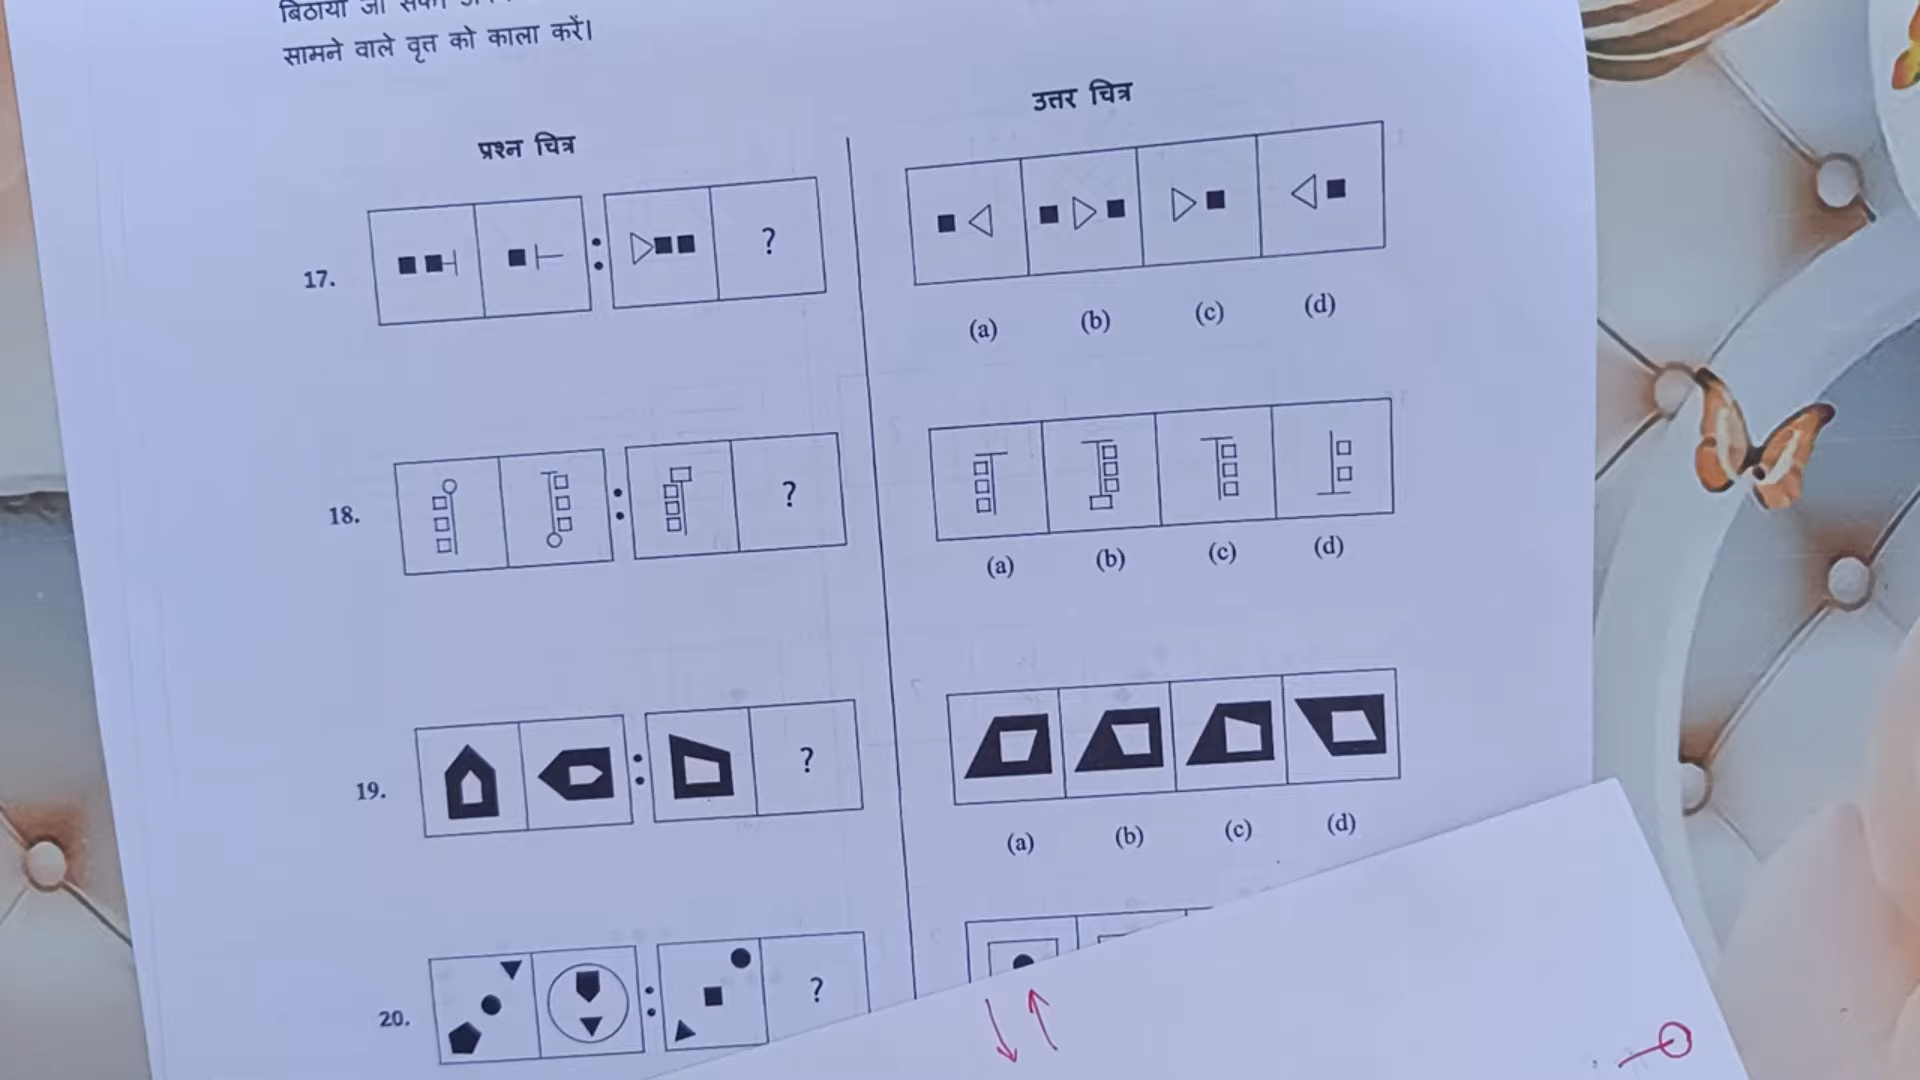 सामने वाले वृत्त को काला करें।
उत्तर चित्र
प्रश्न चित्र
17.
?
(a) (b) (c) (d)
18.
?
(a) (b) (c) (d)
19.
?
(a) (b) (c) (d)
20.
?